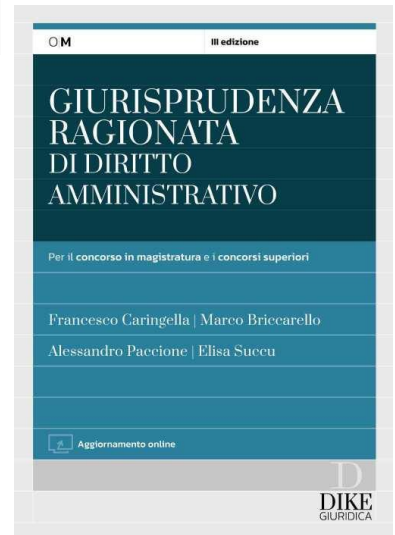 OM
III edizione
GIURISPRUDENZA
RAGIONATA
DI DIRITTO
AMMINISTRATIVO
Per il concorso in magistratura e i concorsi superiori
Francesco Caringella | Marco Briccarello
Alessandro Paccione | Elisa Succu
Aggiornamento online
D
DIKE
GIURIDICA